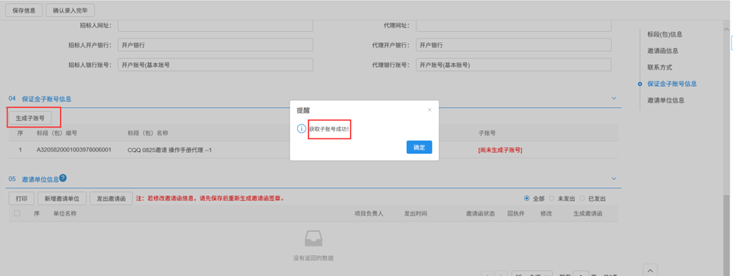 保存信息 确认录入完毕
招标人网址: 代理网址:
招标人开户银行: 开户银行 代理开户银行: 开户银行
招标人银行账号: 开户账号(基本账号 代理银行账号: 开户账号(基本账号)
标段(包)信息
邀请函信息
联系方式
保证金子账号信息
邀请单位信息
04 保证金子账号信息
生成子账号
序 标段（包）编号 标段（包）名称 子账号
1 A3205820001003978006001 CQQ 0825邀请 操作手册代理 --1 [尚未生成子账号]
提醒
获取子账号成功!
确定
05 邀请单位信息
打印 新增邀请单位 发出邀请函 注：若修改邀请函信息，请先保存后重新生成邀请函签章。 全部 未发出 已发出
序 单位名称 项目负责人 发出时间 邀请函状态 回执件 修改 生成邀请函
没有返回的数据